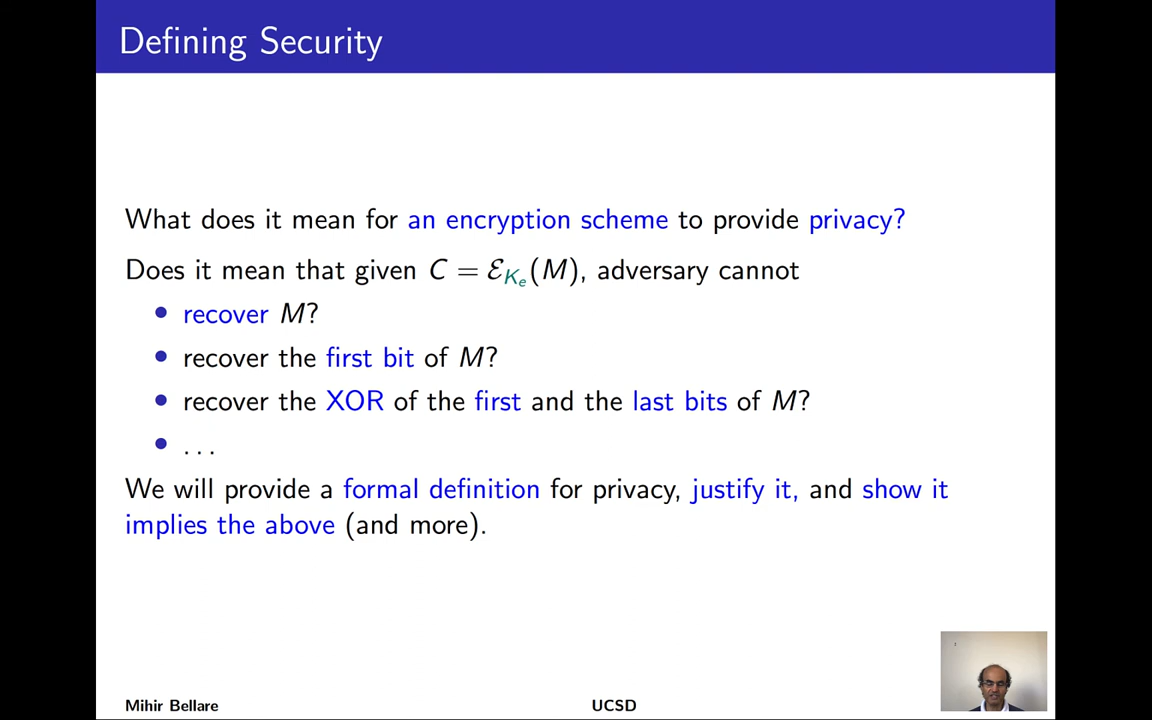 Defining Security
What does it mean for an encryption scheme to provide privacy?
Does it mean that given C = ℰ_{K_e}(M), adversary cannot
• recover M?
• recover the first bit of M?
• recover the XOR of the first and the last bits of M?
• . . .
We will provide a formal definition for privacy, justify it, and show it
implies the above (and more).
Mihir Bellare UCSD